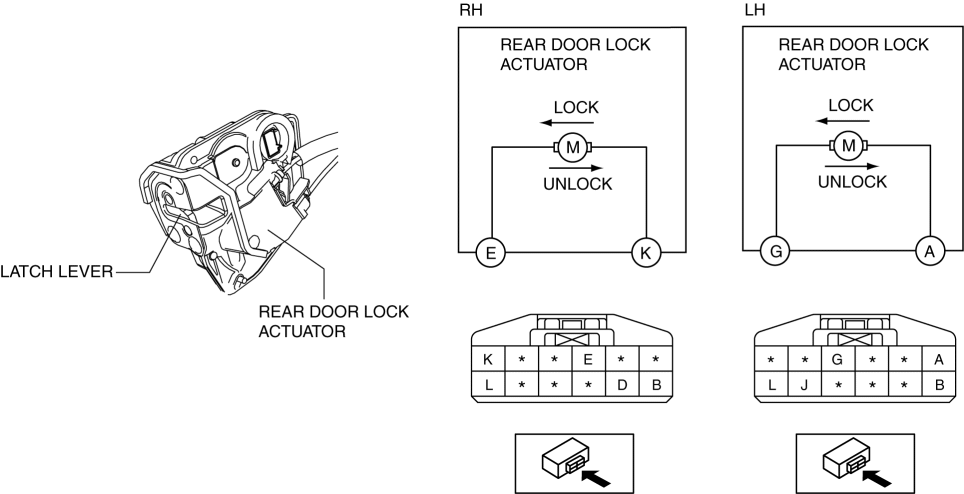 LATCH LEVER
REAR DOOR LOCK
ACTUATOR
RH
REAR DOOR LOCK
ACTUATOR
LOCK
M
UNLOCK
E K
K * * E * *
L * * * D B
LH
REAR DOOR LOCK
ACTUATOR
LOCK
M
UNLOCK
G A
* * G * * A
L J * * * B